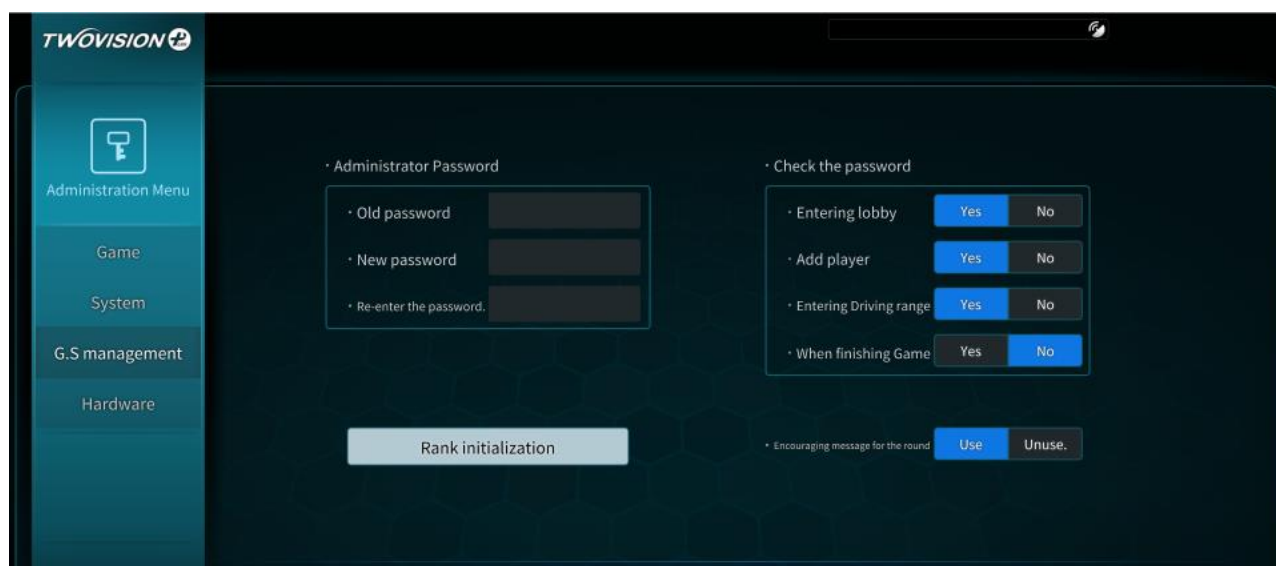 TWOVISION
Administration Menu
Game
System
G.S management
Hardware
· Administrator Password
· Old password
· New password
· Re-enter the password.
Rank initialization
· Check the password
· Entering lobby Yes No
· Add player Yes No
· Entering Driving range Yes No
· When finishing Game Yes No
· Encouraging message for the round Use Unuse.